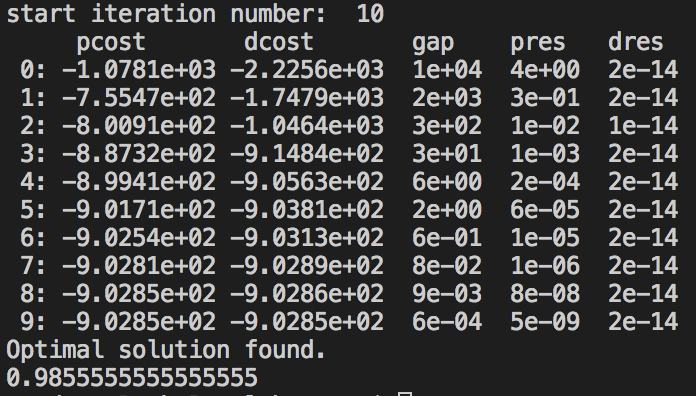 start iteration number:  10
     pcost       dcost       gap    pres   dres
 0: -1.0781e+03 -2.2256e+03  1e+04  4e+00  2e-14
 1: -7.5547e+02 -1.7479e+03  2e+03  3e-01  2e-14
 2: -8.0091e+02 -1.0464e+03  3e+02  1e-02  1e-14
 3: -8.8732e+02 -9.1484e+02  3e+01  1e-03  2e-14
 4: -8.9941e+02 -9.0563e+02  6e+00  2e-04  2e-14
 5: -9.0171e+02 -9.0381e+02  2e+00  6e-05  2e-14
 6: -9.0254e+02 -9.0313e+02  6e-01  1e-05  2e-14
 7: -9.0281e+02 -9.0289e+02  8e-02  1e-06  2e-14
 8: -9.0285e+02 -9.0286e+02  9e-03  8e-08  2e-14
 9: -9.0285e+02 -9.0285e+02  6e-04  5e-09  2e-14
Optimal solution found.
0.9855555555555555